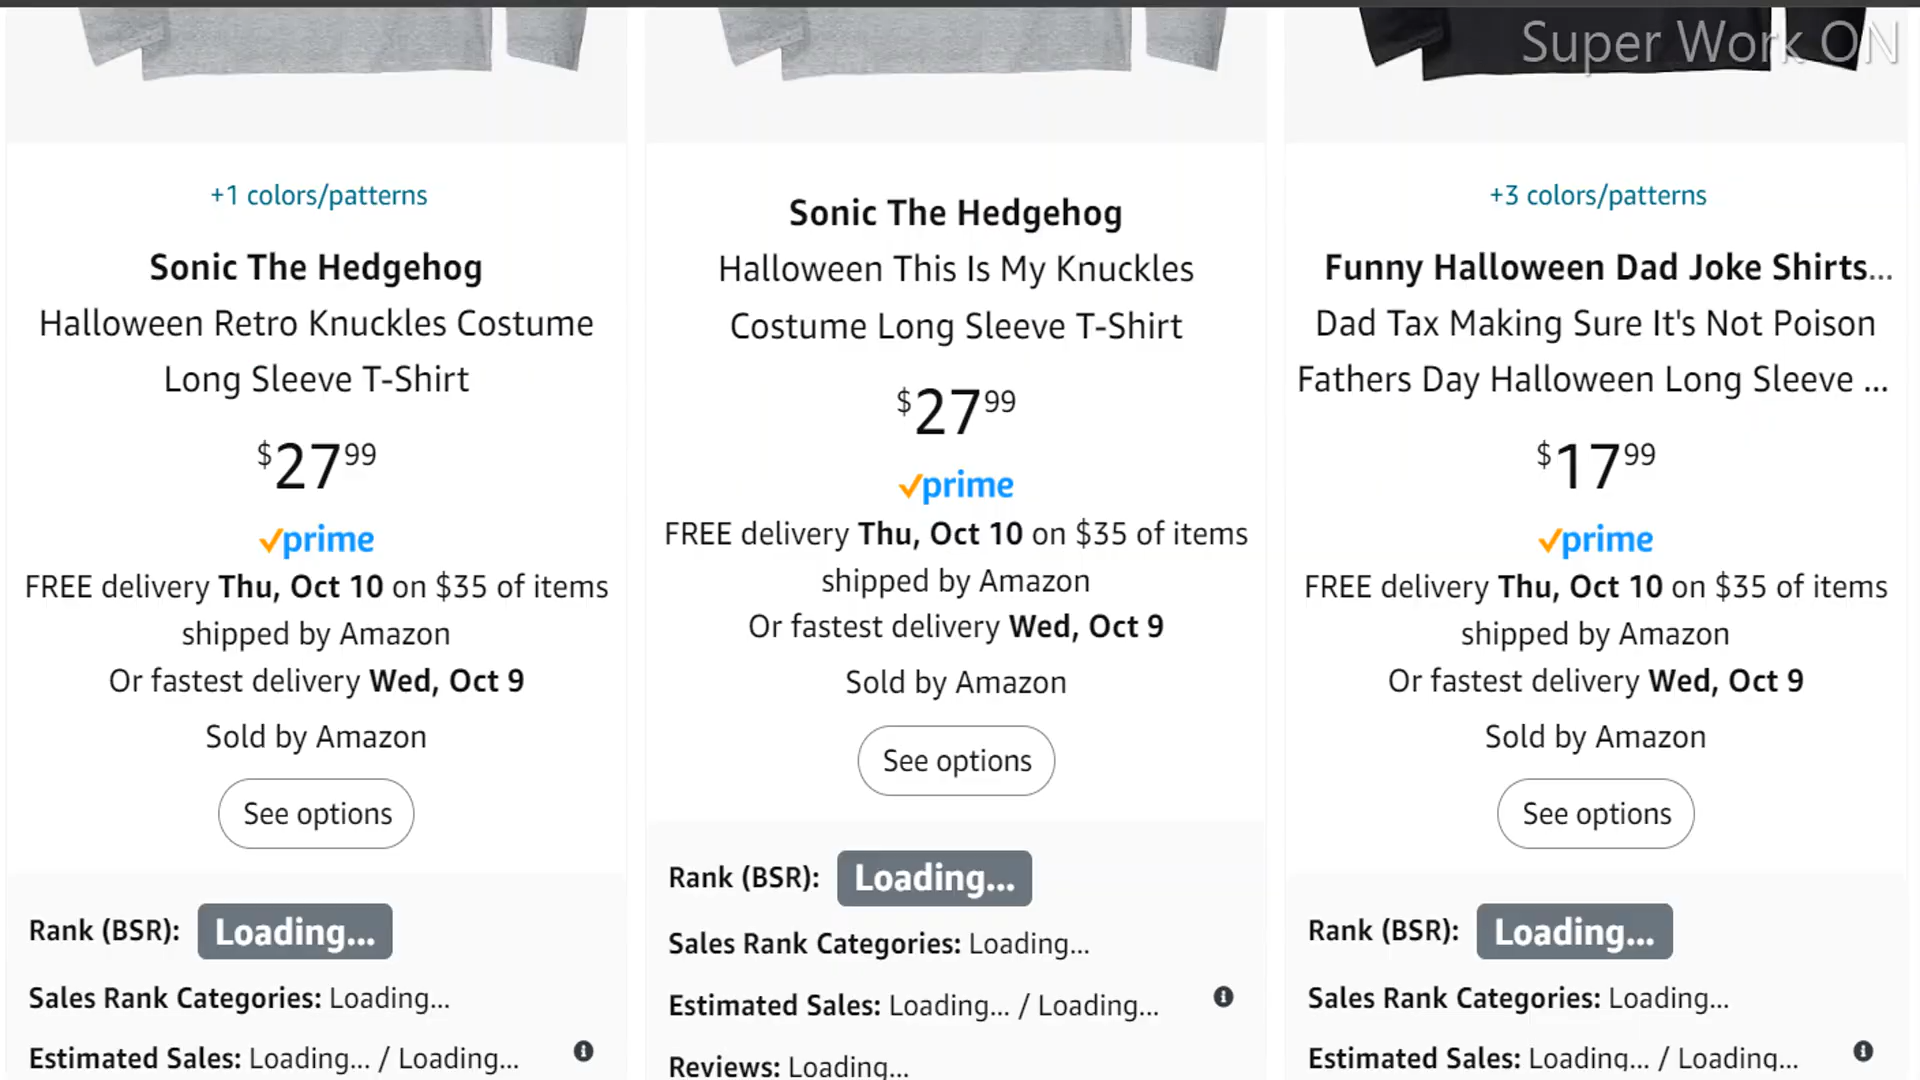 Super Work ON
+1 colors/patterns
Sonic The Hedgehog
Halloween Retro Knuckles Costume
Long Sleeve T-Shirt
$27.99
prime
FREE delivery Thu, Oct 10 on $35 of items
shipped by Amazon
Or fastest delivery Wed, Oct 9
Sold by Amazon
See options
Rank (BSR): Loading...
Sales Rank Categories: Loading...
Estimated Sales: Loading... / Loading...
Sonic The Hedgehog
Halloween This Is My Knuckles
Costume Long Sleeve T-Shirt
$27.99
prime
FREE delivery Thu, Oct 10 on $35 of items
shipped by Amazon
Or fastest delivery Wed, Oct 9
Sold by Amazon
See options
Rank (BSR): Loading...
Sales Rank Categories: Loading...
Estimated Sales: Loading... / Loading...
Reviews: Loading...
+3 colors/patterns
Funny Halloween Dad Joke Shirts...
Dad Tax Making Sure It's Not Poison
Fathers Day Halloween Long Sleeve ...
$17.99
prime
FREE delivery Thu, Oct 10 on $35 of items
shipped by Amazon
Or fastest delivery Wed, Oct 9
Sold by Amazon
See options
Rank (BSR): Loading...
Sales Rank Categories: Loading...
Estimated Sales: Loading... / Loading...